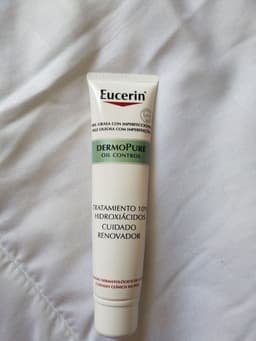 Eucerin®
PIEL GRASA CON IMPERFECCIONES
PELE OLEOSA COM IMPERFEIÇÕES
DERMOPURE
OIL CONTROL
TRATAMIENTO 10%
HIDROXIÁCIDOS
CUIDADO
RENOVADOR